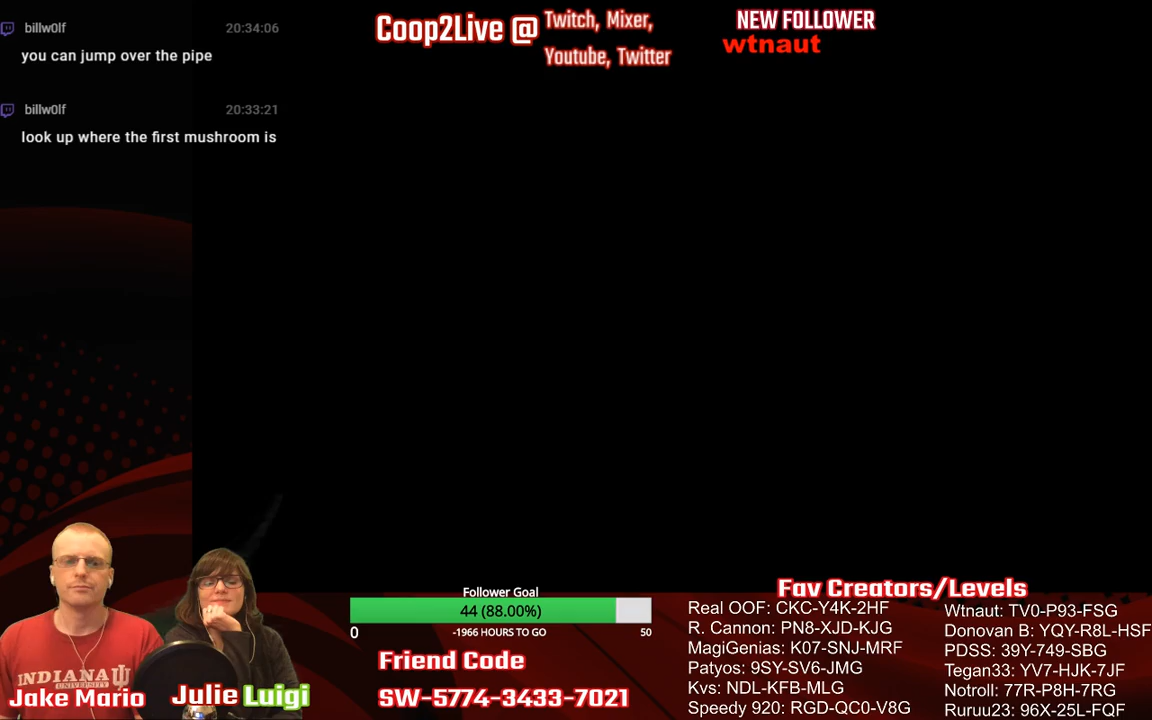 billw0lf 20:34:06
you can jump over the pipe
billw0lf 20:33:21
look up where the first mushroom is
Coop2Live @ Twitch, Mixer,
Youtube, Twitter
NEW FOLLOWER
wtnaut
INDIANA
UNIVERSITY
Jake Mario
Julie Luigi
Follower Goal
44 (88.00%)
0 -1966 HOURS TO GO 50
Friend Code
SW-5774-3433-7021
Fav Creators/Levels
Real OOF: CKC-Y4K-2HF
R. Cannon: PN8-XJD-KJG
MagiGenias: K07-SNJ-MRF
Patyos: 9SY-SV6-JMG
Kvs: NDL-KFB-MLG
Speedy 920: RGD-QC0-V8G
Wtnaut: TV0-P93-FSG
Donovan B: YQY-R8L-HSF
PDSS: 39Y-749-SBG
Tegan33: YV7-HJK-7JF
Notroll: 77R-P8H-7RG
Ruruu23: 96X-25L-FQF